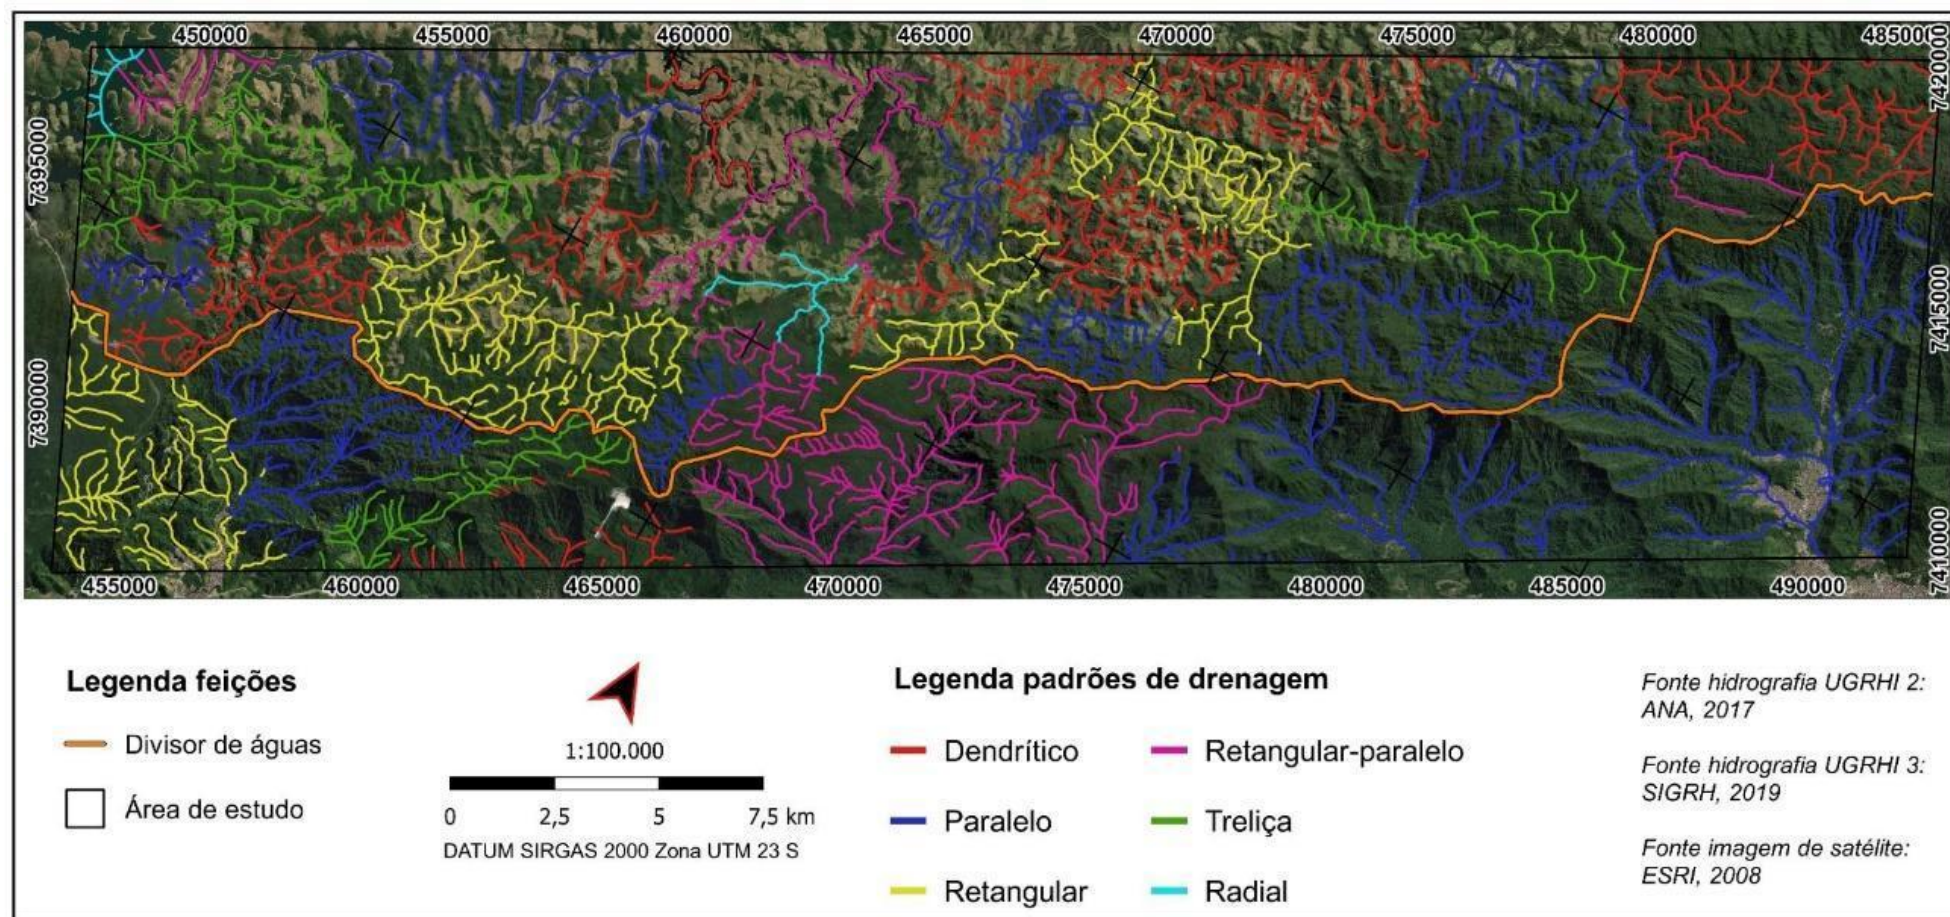 450000 455000 460000 465000 470000 475000 480000 485000
7420000
7395000
7415000
7390000
7410000
455000 460000 465000 470000 475000 480000 485000 490000
Legenda feições
Divisor de águas
Área de estudo
1:100.000
0 2,5 5 7,5 km
DATUM SIRGAS 2000 Zona UTM 23 S
Legenda padrões de drenagem
Dendrítico
Retangular-paralelo
Paralelo
Treliça
Retangular
Radial
Fonte hidrografia UGRHI 2:
ANA, 2017
Fonte hidrografia UGRHI 3:
SIGRH, 2019
Fonte imagem de satélite:
ESRI, 2008